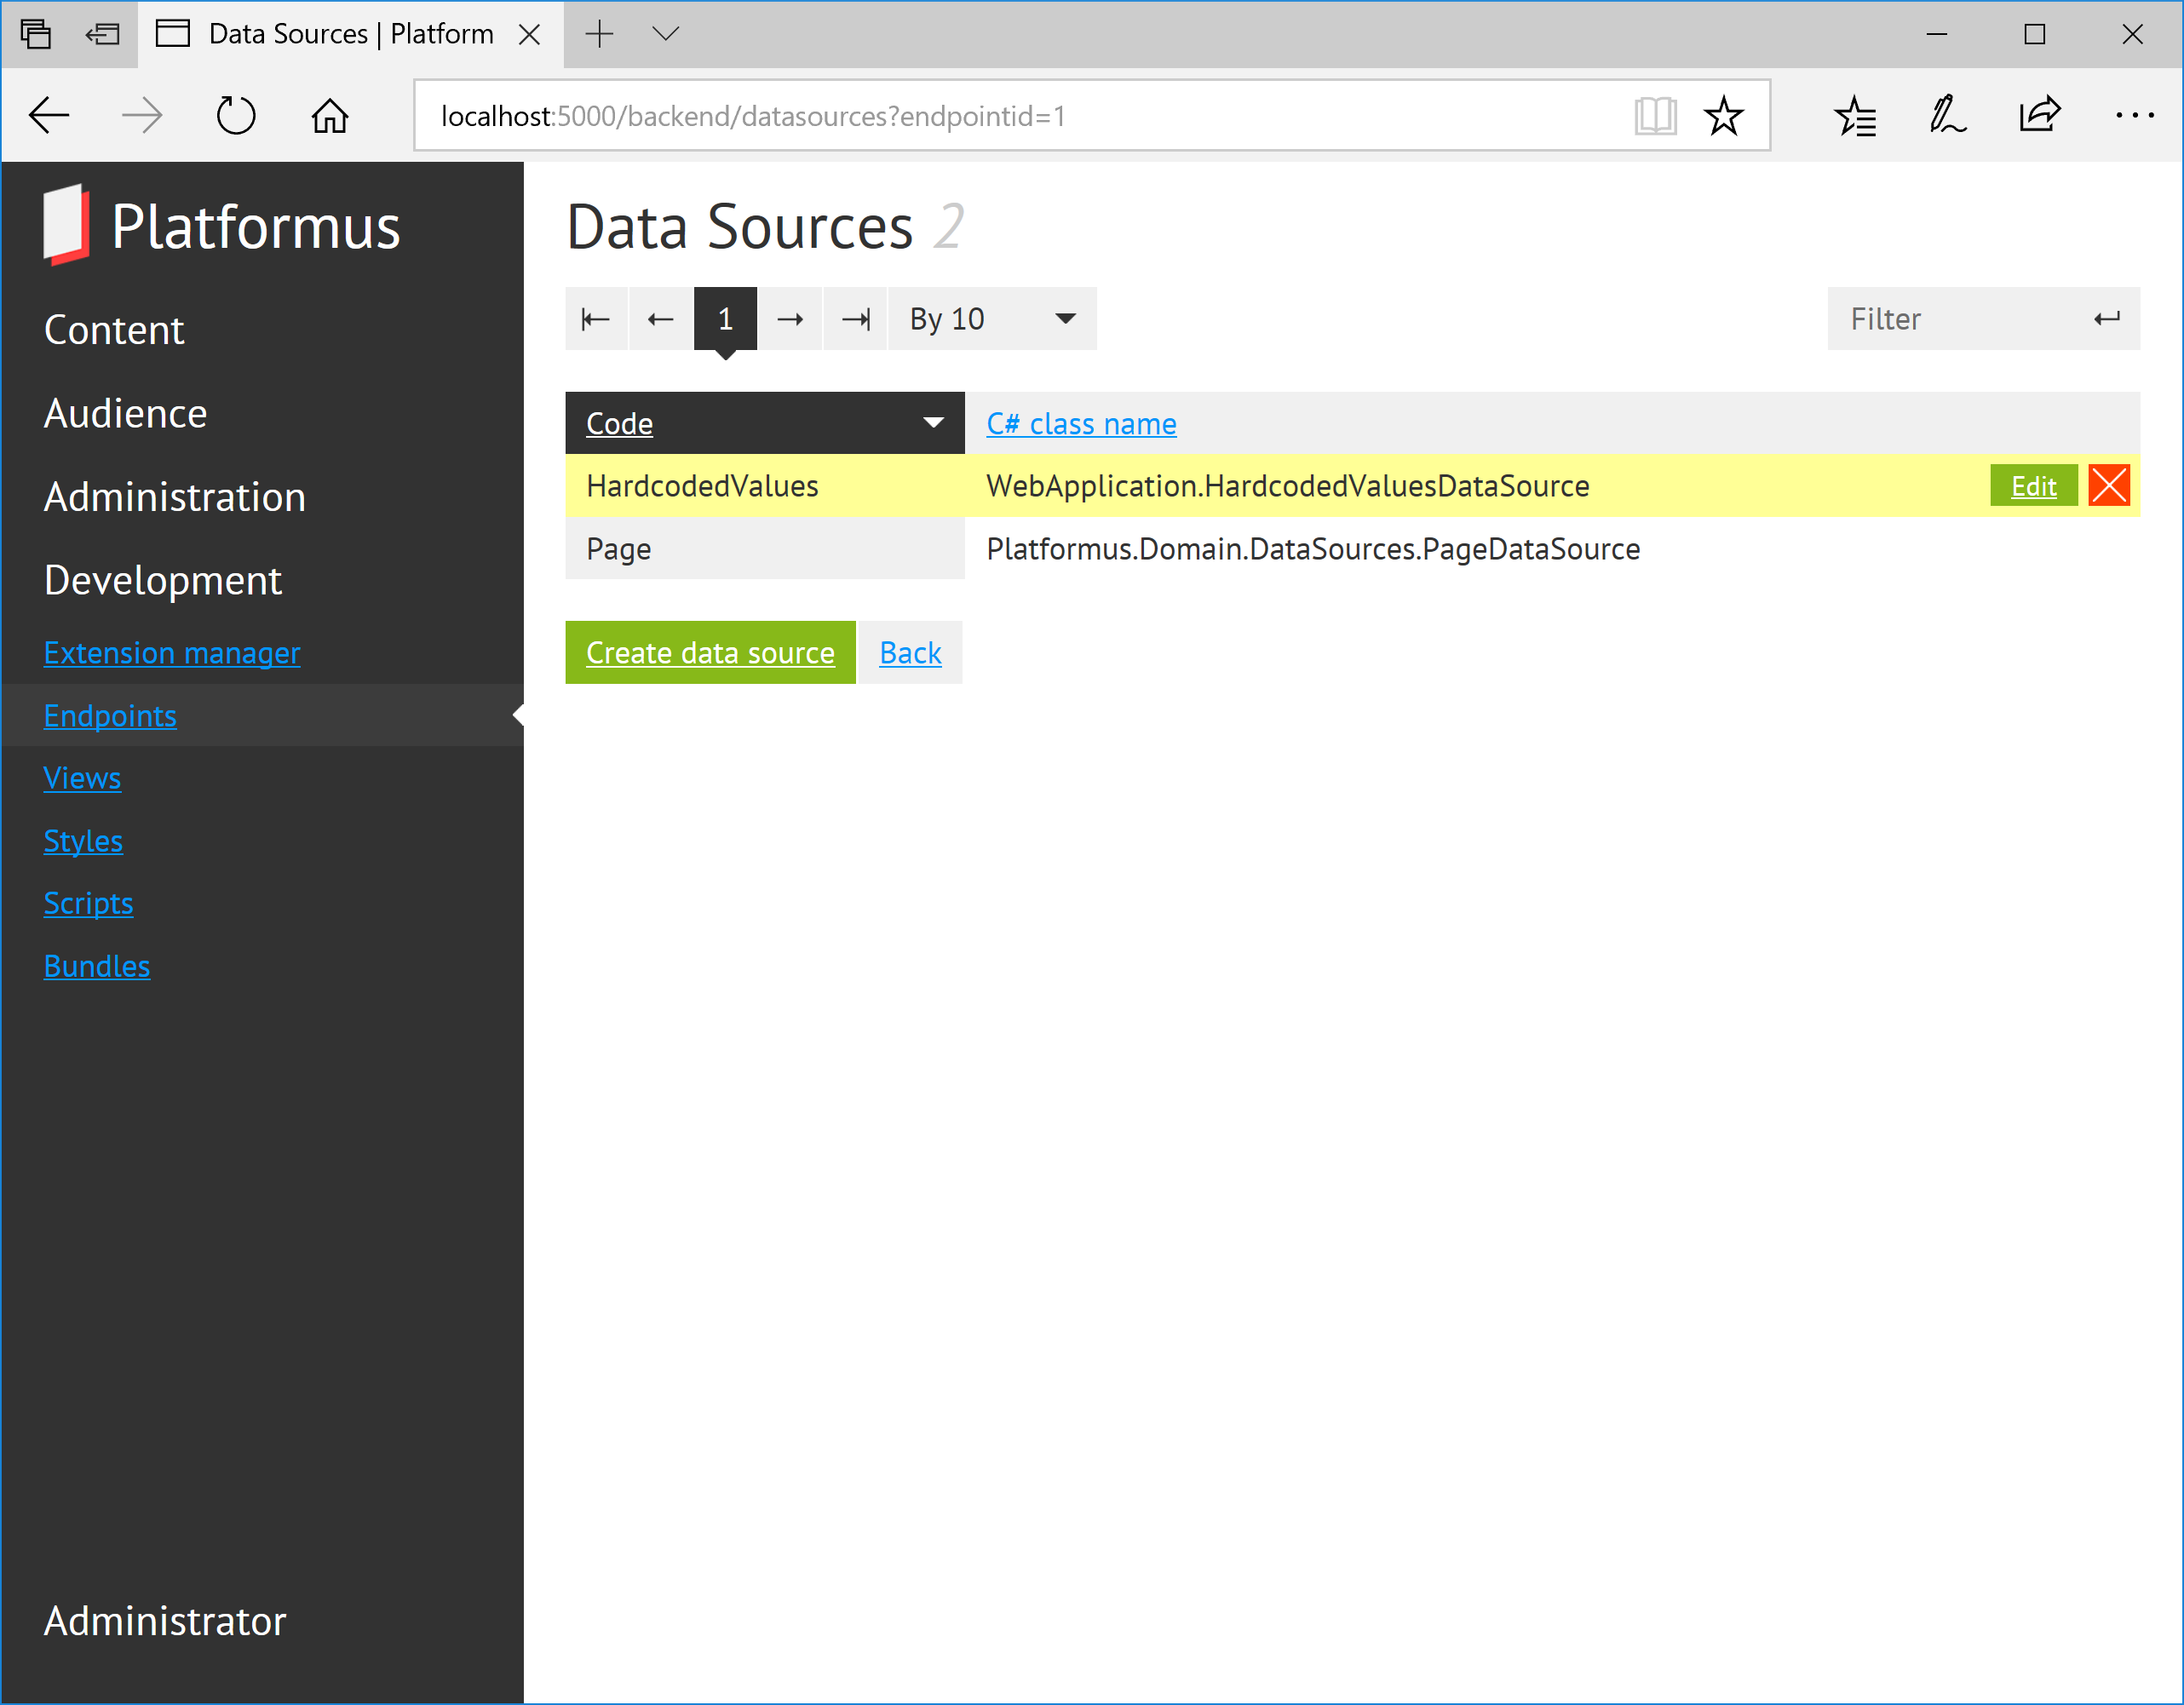 Data Sources | Platform
localhost:5000/backend/datasources?endpointid=1
Platformus
Content
Audience
Administration
Development
Extension manager
Endpoints
Views
Styles
Scripts
Bundles
Administrator
Data Sources 2
1 By 10 Filter
Code C# class name
HardcodedValues WebApplication.HardcodedValuesDataSource Edit
Page Platformus.Domain.DataSources.PageDataSource
Create data source Back